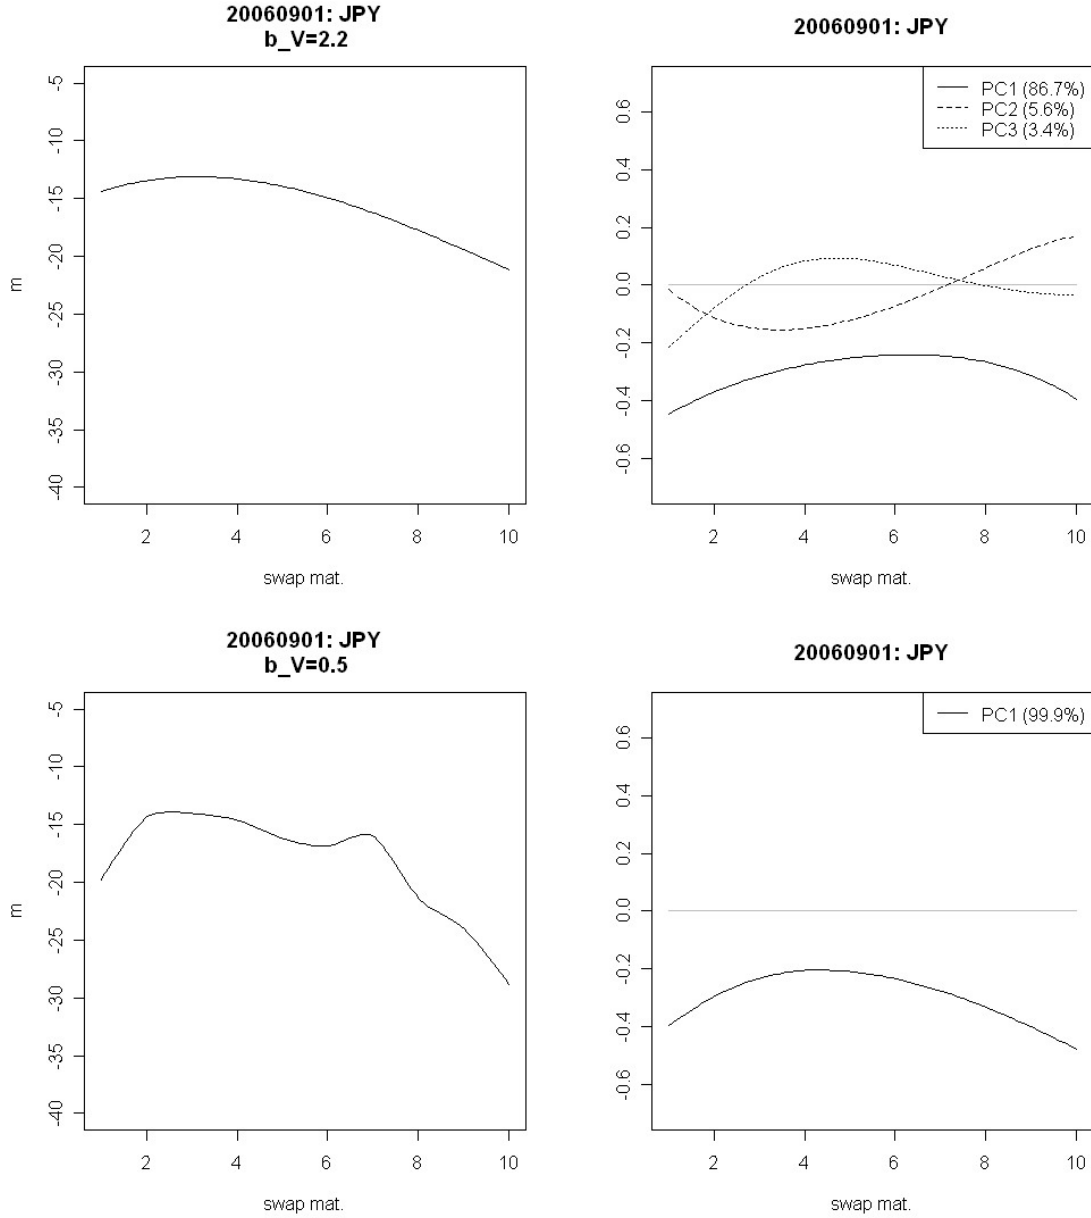 20060901: JPY
b_V=2.2
-5
-10
-15
-20
-25
-30
-35
-40
m
2 4 6 8 10
swap mat.
20060901: JPY
PC1 (86.7%)
PC2 (5.6%)
PC3 (3.4%)
0.6
0.4
0.2
0.0
-0.2
-0.4
-0.6
2 4 6 8 10
swap mat.
20060901: JPY
b_V=0.5
-5
-10
-15
-20
-25
-30
-35
-40
m
2 4 6 8 10
swap mat.
20060901: JPY
PC1 (99.9%)
0.6
0.4
0.2
0.0
-0.2
-0.4
-0.6
2 4 6 8 10
swap mat.